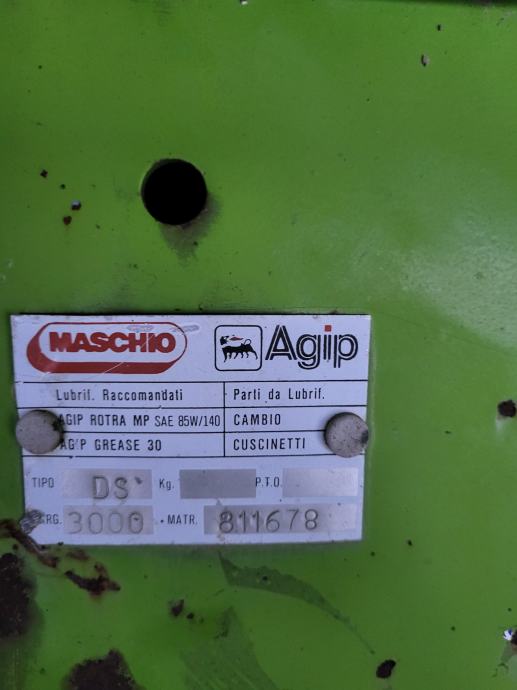 MASCHIO Agip
Lubrif. Raccomandati Parti da Lubrif.
AGIP ROTRA MP SAE 85W/140 CAMBIO
AGIP GREASE 30 CUSCINETTI
TIPO DS Kg. P.T.O.
3000 MATR. 811678